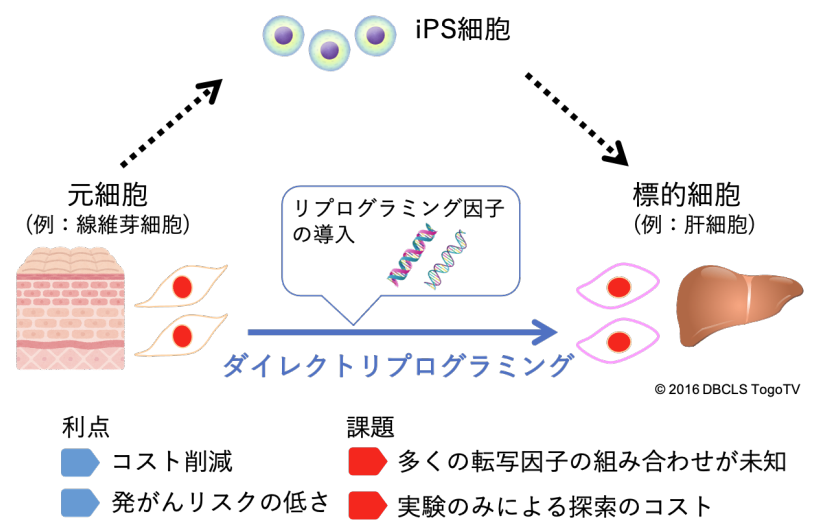 iPS細胞
元細胞
（例：線維芽細胞）
リプログラミング因子
の導入
標的細胞
（例：肝細胞）
ダイレクトリプログラミング
© 2016 DBCLS TogoTV
利点
コスト削減
発がんリスクの低さ
課題
多くの転写因子の組み合わせが未知
実験のみによる探索のコスト